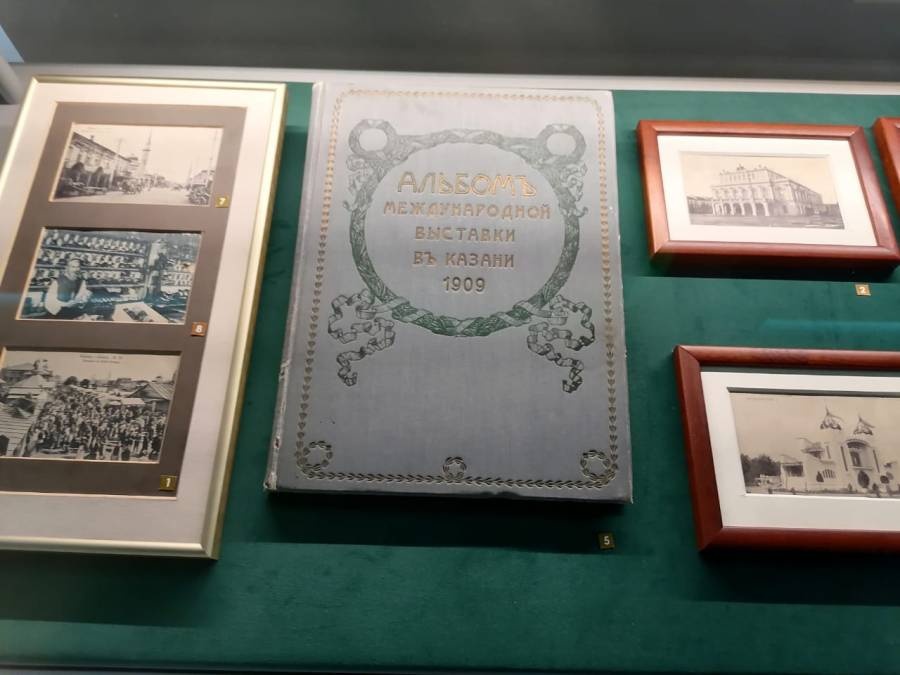 АЛЬБОМЪ
МЕЖДУНАРОДНОЙ
ВЫСТАВКИ
ВЪ КАЗАНИ
1909
7
8
1
5
2